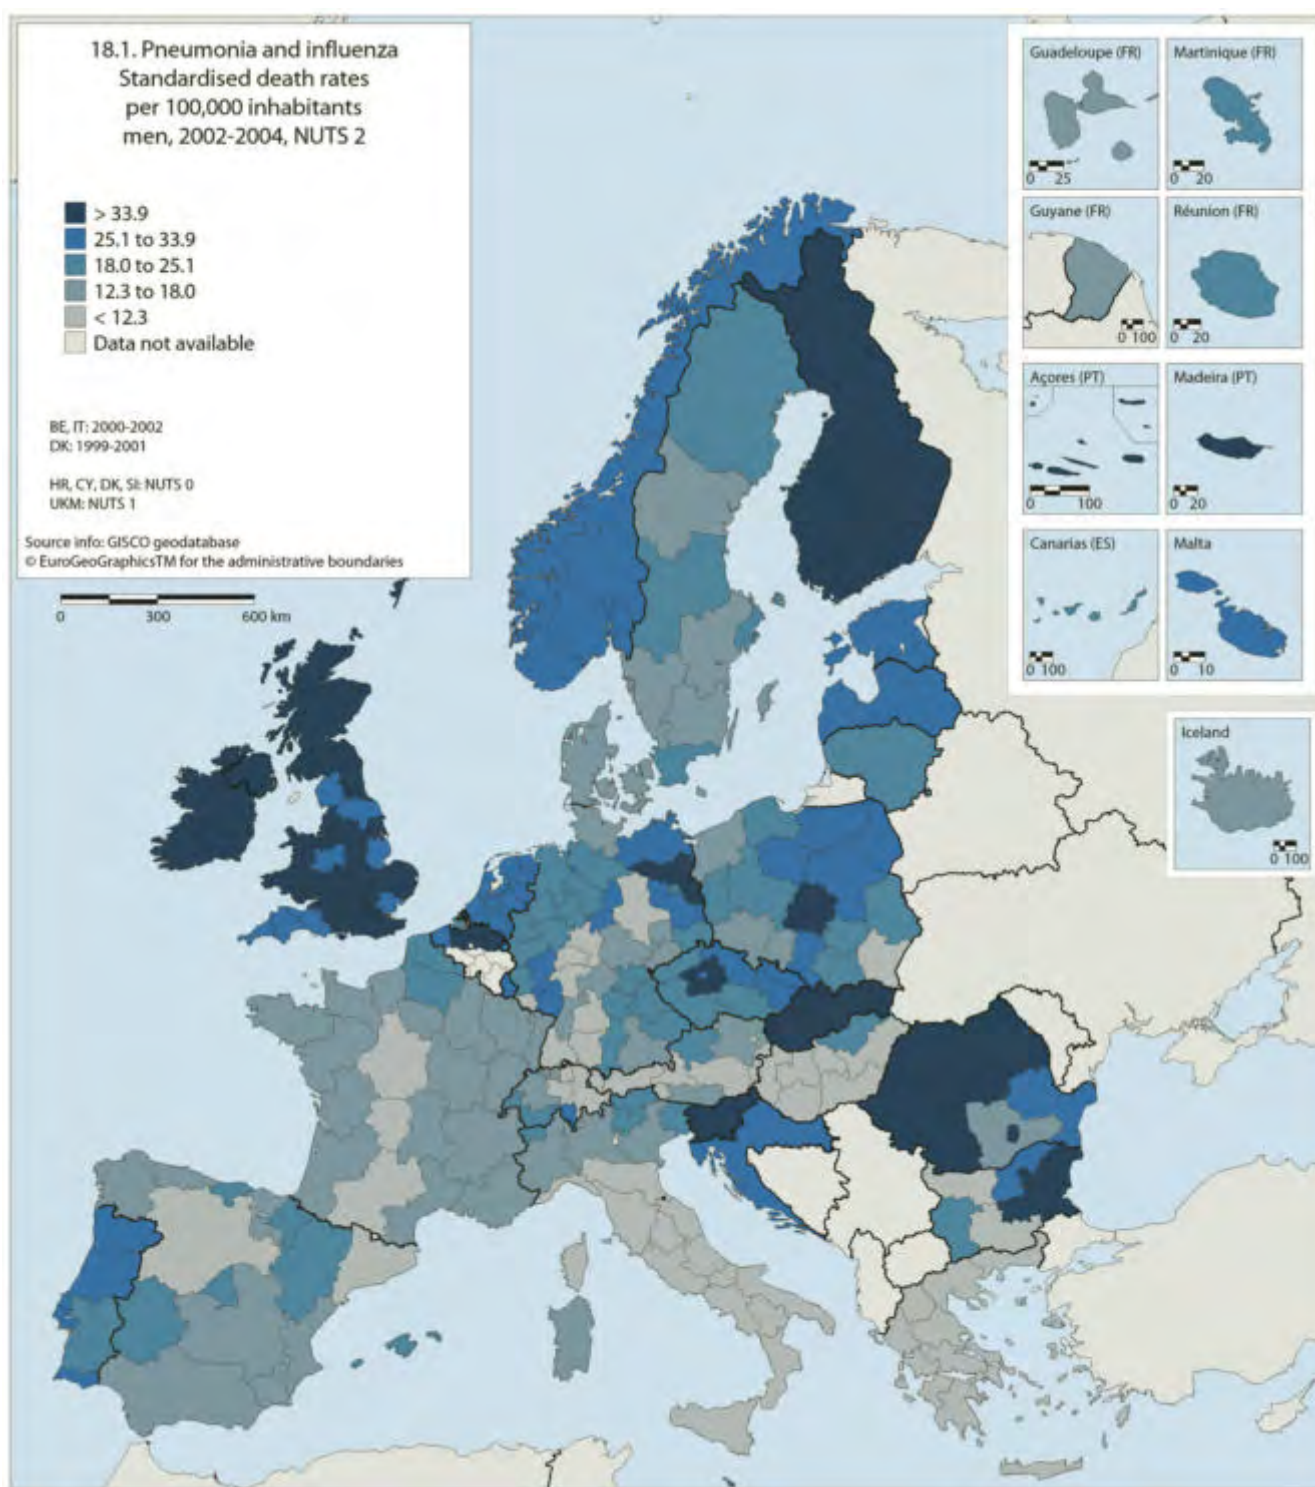 18.1. Pneumonia and influenza
Standardised death rates
per 100,000 inhabitants
men, 2002-2004, NUTS 2
> 33.9
25.1 to 33.9
18.0 to 25.1
12.3 to 18.0
< 12.3
Data not available
BE, IT: 2000-2002
DK: 1999-2001
HR, CY, DK, SI: NUTS 0
UKM: NUTS 1
Source info: GISCO geodatabase
© EuroGeoGraphicsTM for the administrative boundaries
0 300 600 km
Guadeloupe (FR)
0 25
Martinique (FR)
0 20
Guyane (FR)
0 100
Réunion (FR)
0 20
Açores (PT)
0 100
Madeira (PT)
0 20
Canarias (ES)
0 100
Malta
0 10
Iceland
0 100